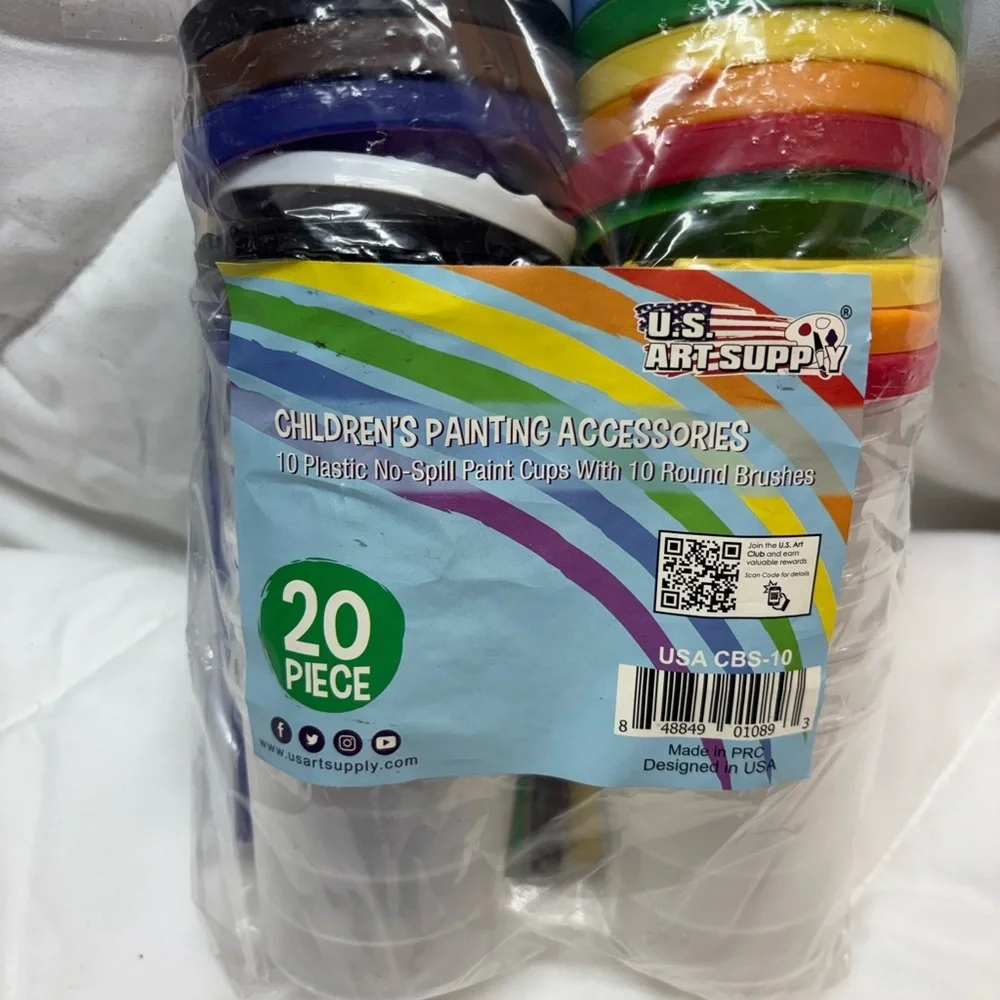 U.S.
ART SUPPLY ®
CHILDREN'S PAINTING ACCESSORIES
10 Plastic No-Spill Paint Cups With 10 Round Brushes
Join the U.S. Art
Club and earn
valuable rewards
Scan Code for details
20
PIECE
USA CBS-10
8 48849 01089 3
www.usartsupply.com
Made in PRC
Designed in USA